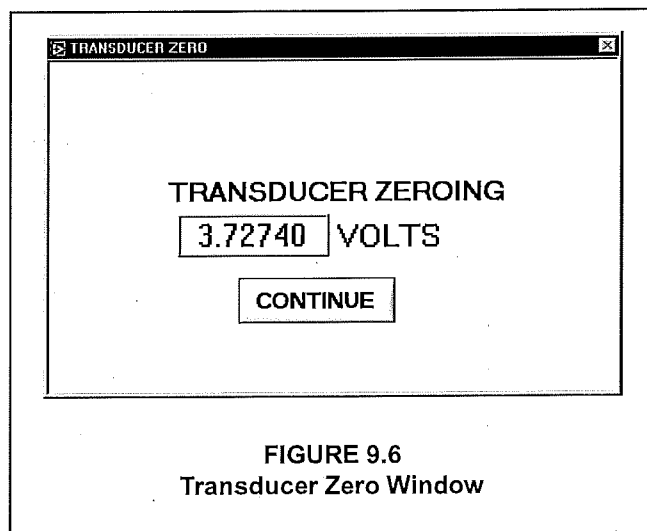 TRANSDUCER ZERO
TRANSDUCER ZEROING
3.72740 VOLTS
CONTINUE
FIGURE 9.6
Transducer Zero Window